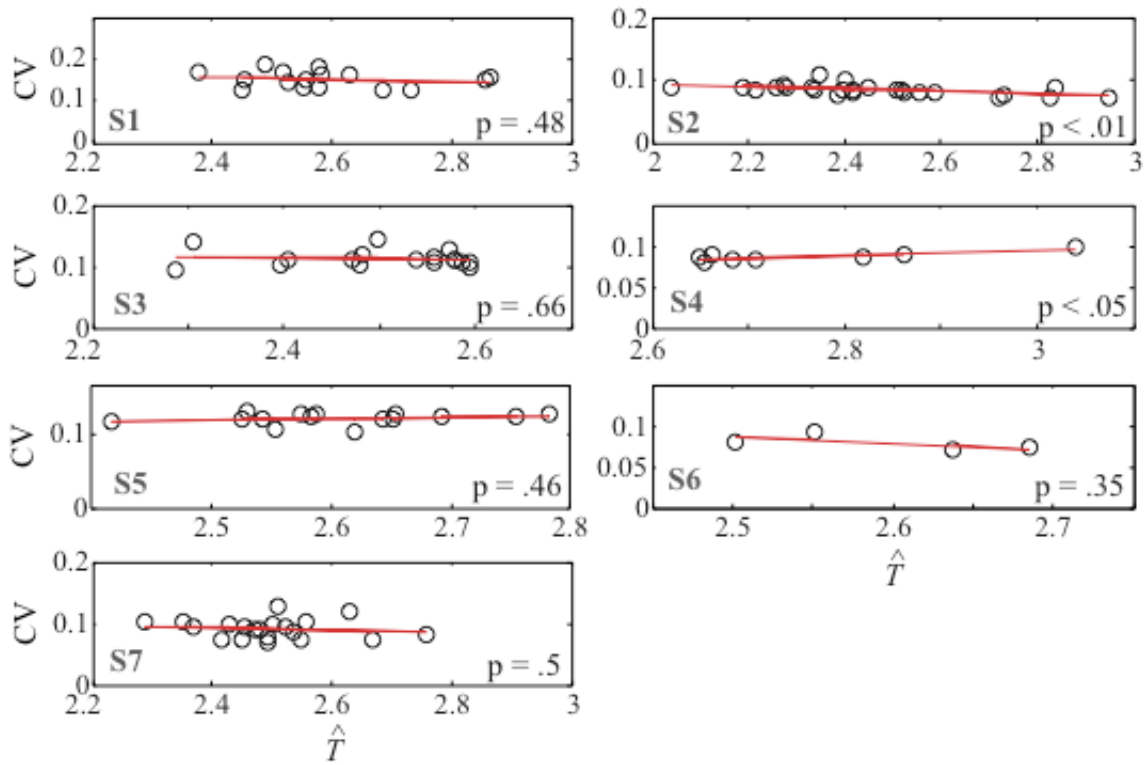 CV
0.2
0.1
0
S1
p = .48
2.2 2.4 2.6 2.8 3
0.2
0.1
0
S2
p < .01
2 2.2 2.4 2.6 2.8 3
CV
0.2
0.1
0
S3
p = .66
2.2 2.4 2.6
0.1
0.05
0
S4
p < .05
2.6 2.8 3
CV
0.1
0
S5
p = .46
2.5 2.6 2.7 2.8
0.1
0.05
0
S6
p = .35
2.5 2.6 2.7
T̂
CV
0.2
0.1
0
S7
p = .5
2.2 2.4 2.6 2.8 3
T̂